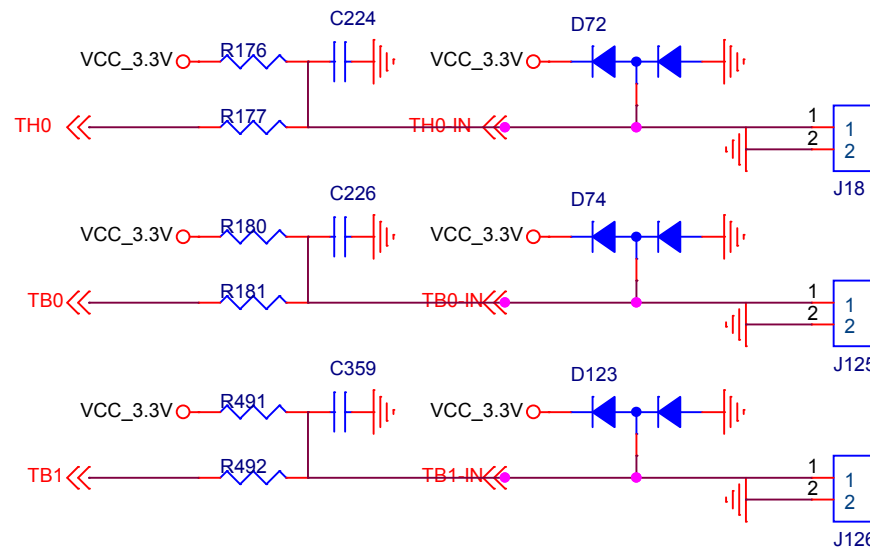 C224
D72
R176
VCC_3.3V
VCC_3.3V
TH0
R177
TH0-IN
1
1
2
2
J18
C226
D74
R180
VCC_3.3V
VCC_3.3V
TB0
R181
TB0-IN
1
1
2
2
J125
C359
D123
R491
VCC_3.3V
VCC_3.3V
TB1
R492
TB1-IN
1
1
2
2
J126